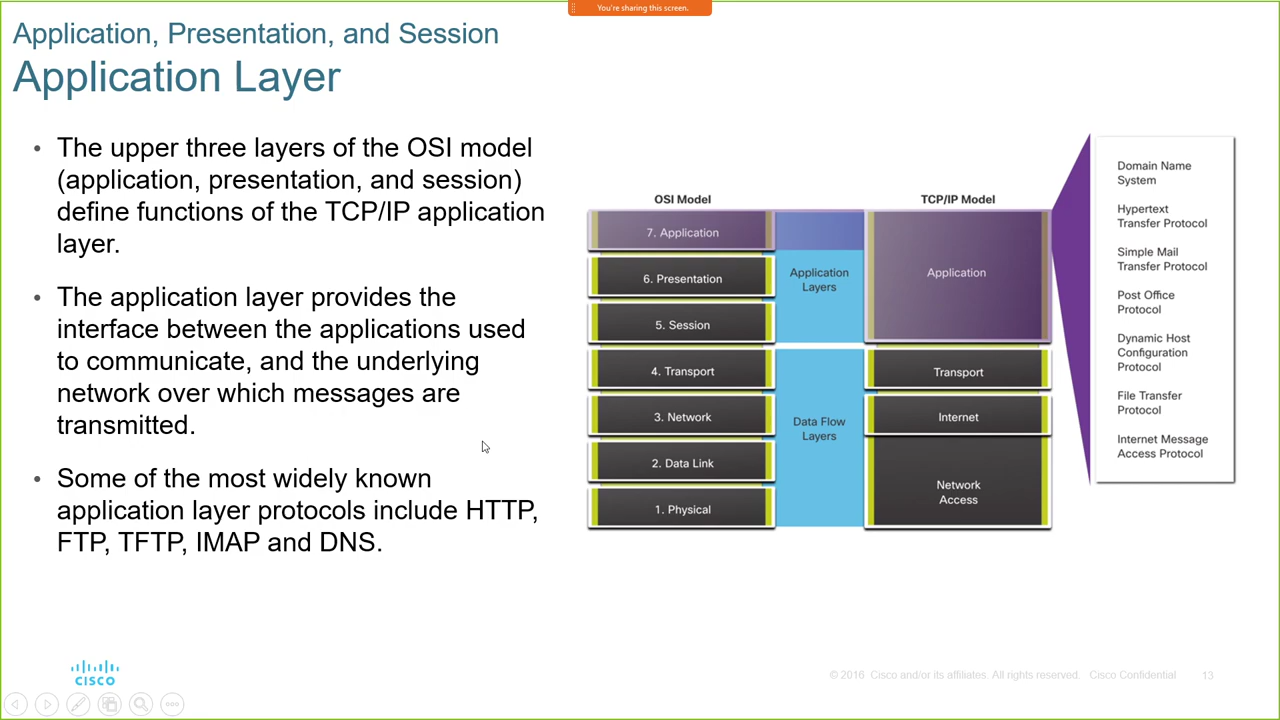 You're sharing this screen.
Application, Presentation, and Session
Application Layer
• The upper three layers of the OSI model
(application, presentation, and session)
define functions of the TCP/IP application
layer.
• The application layer provides the
interface between the applications used
to communicate, and the underlying
network over which messages are
transmitted.
• Some of the most widely known
application layer protocols include HTTP,
FTP, TFTP, IMAP and DNS.
OSI Model
7. Application
6. Presentation
5. Session
4. Transport
3. Network
2. Data Link
1. Physical
Application
Layers
Data Flow
Layers
TCP/IP Model
Application
Transport
Internet
Network
Access
Domain Name
System
Hypertext
Transfer Protocol
Simple Mail
Transfer Protocol
Post Office
Protocol
Dynamic Host
Configuration
Protocol
File Transfer
Protocol
Internet Message
Access Protocol
CISCO
© 2016 Cisco and/or its affiliates. All rights reserved. Cisco Confidential
13